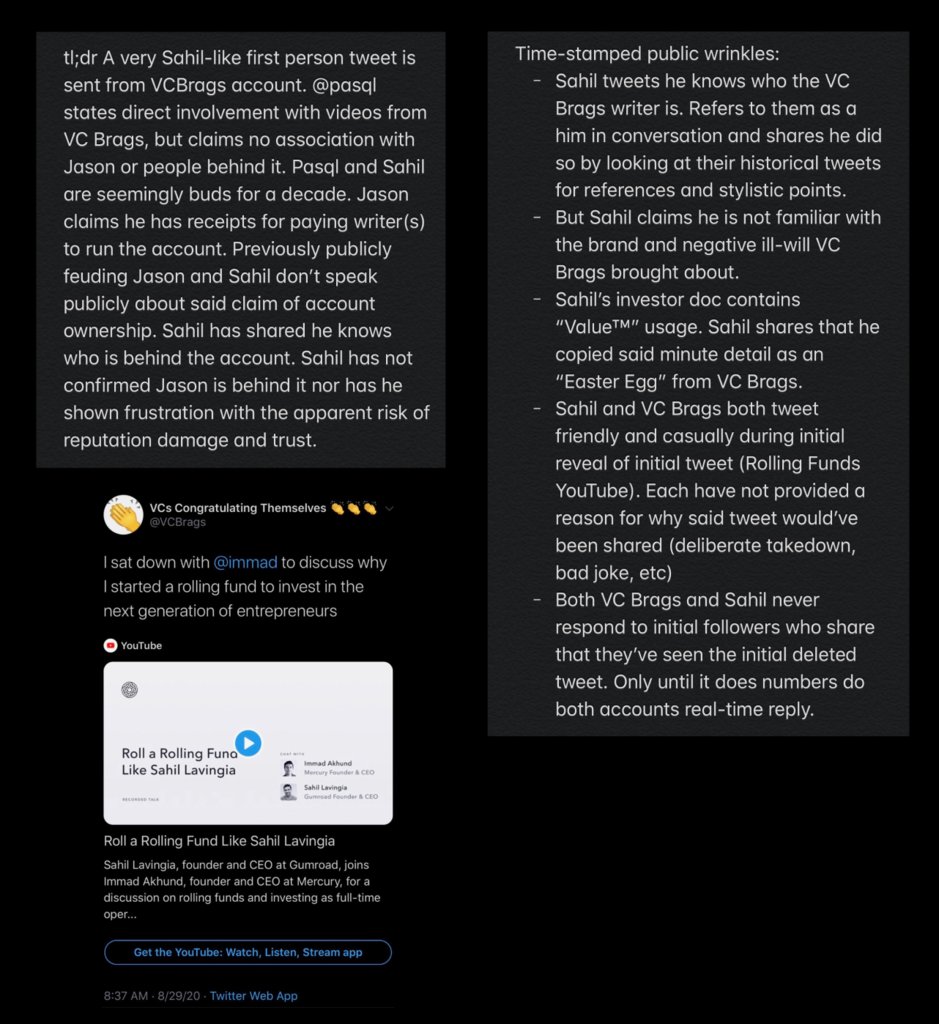 tl;dr A very Sahil-like first person tweet is
sent from VCBrags account. @pasql
states direct involvement with videos from
VC Brags, but claims no association with
Jason or people behind it. Pasql and Sahil
are seemingly buds for a decade. Jason
claims he has receipts for paying writer(s)
to run the account. Previously publicly
feuding Jason and Sahil don’t speak
publicly about said claim of account
ownership. Sahil has shared he knows
who is behind the account. Sahil has not
confirmed Jason is behind it nor has he
shown frustration with the apparent risk of
reputation damage and trust.
VCs Congratulating Themselves 👏👏👏
@VCBrags
I sat down with @immad to discuss why
I started a rolling fund to invest in the
next generation of entrepreneurs
YouTube
Roll a Rolling Fund
Like Sahil Lavingia
RECORDED TALK
CHAT WITH
Immad Akhund
Mercury Founder & CEO
Sahil Lavingia
Gumroad Founder & CEO
Roll a Rolling Fund Like Sahil Lavingia
Sahil Lavingia, founder and CEO at Gumroad, joins
Immad Akhund, founder and CEO at Mercury, for a
discussion on rolling funds and investing as full-time
oper...
Get the YouTube: Watch, Listen, Stream app
8:37 AM · 8/29/20 · Twitter Web App
Time-stamped public wrinkles:
- Sahil tweets he knows who the VC
Brags writer is. Refers to them as a
him in conversation and shares he did
so by looking at their historical tweets
for references and stylistic points.
- But Sahil claims he is not familiar with
the brand and negative ill-will VC
Brags brought about.
- Sahil’s investor doc contains
“Value™” usage. Sahil shares that he
copied said minute detail as an
“Easter Egg” from VC Brags.
- Sahil and VC Brags both tweet
friendly and casually during initial
reveal of initial tweet (Rolling Funds
YouTube). Each have not provided a
reason for why said tweet would’ve
been shared (deliberate takedown,
bad joke, etc)
- Both VC Brags and Sahil never
respond to initial followers who share
that they’ve seen the initial deleted
tweet. Only until it does numbers do
both accounts real-time reply.